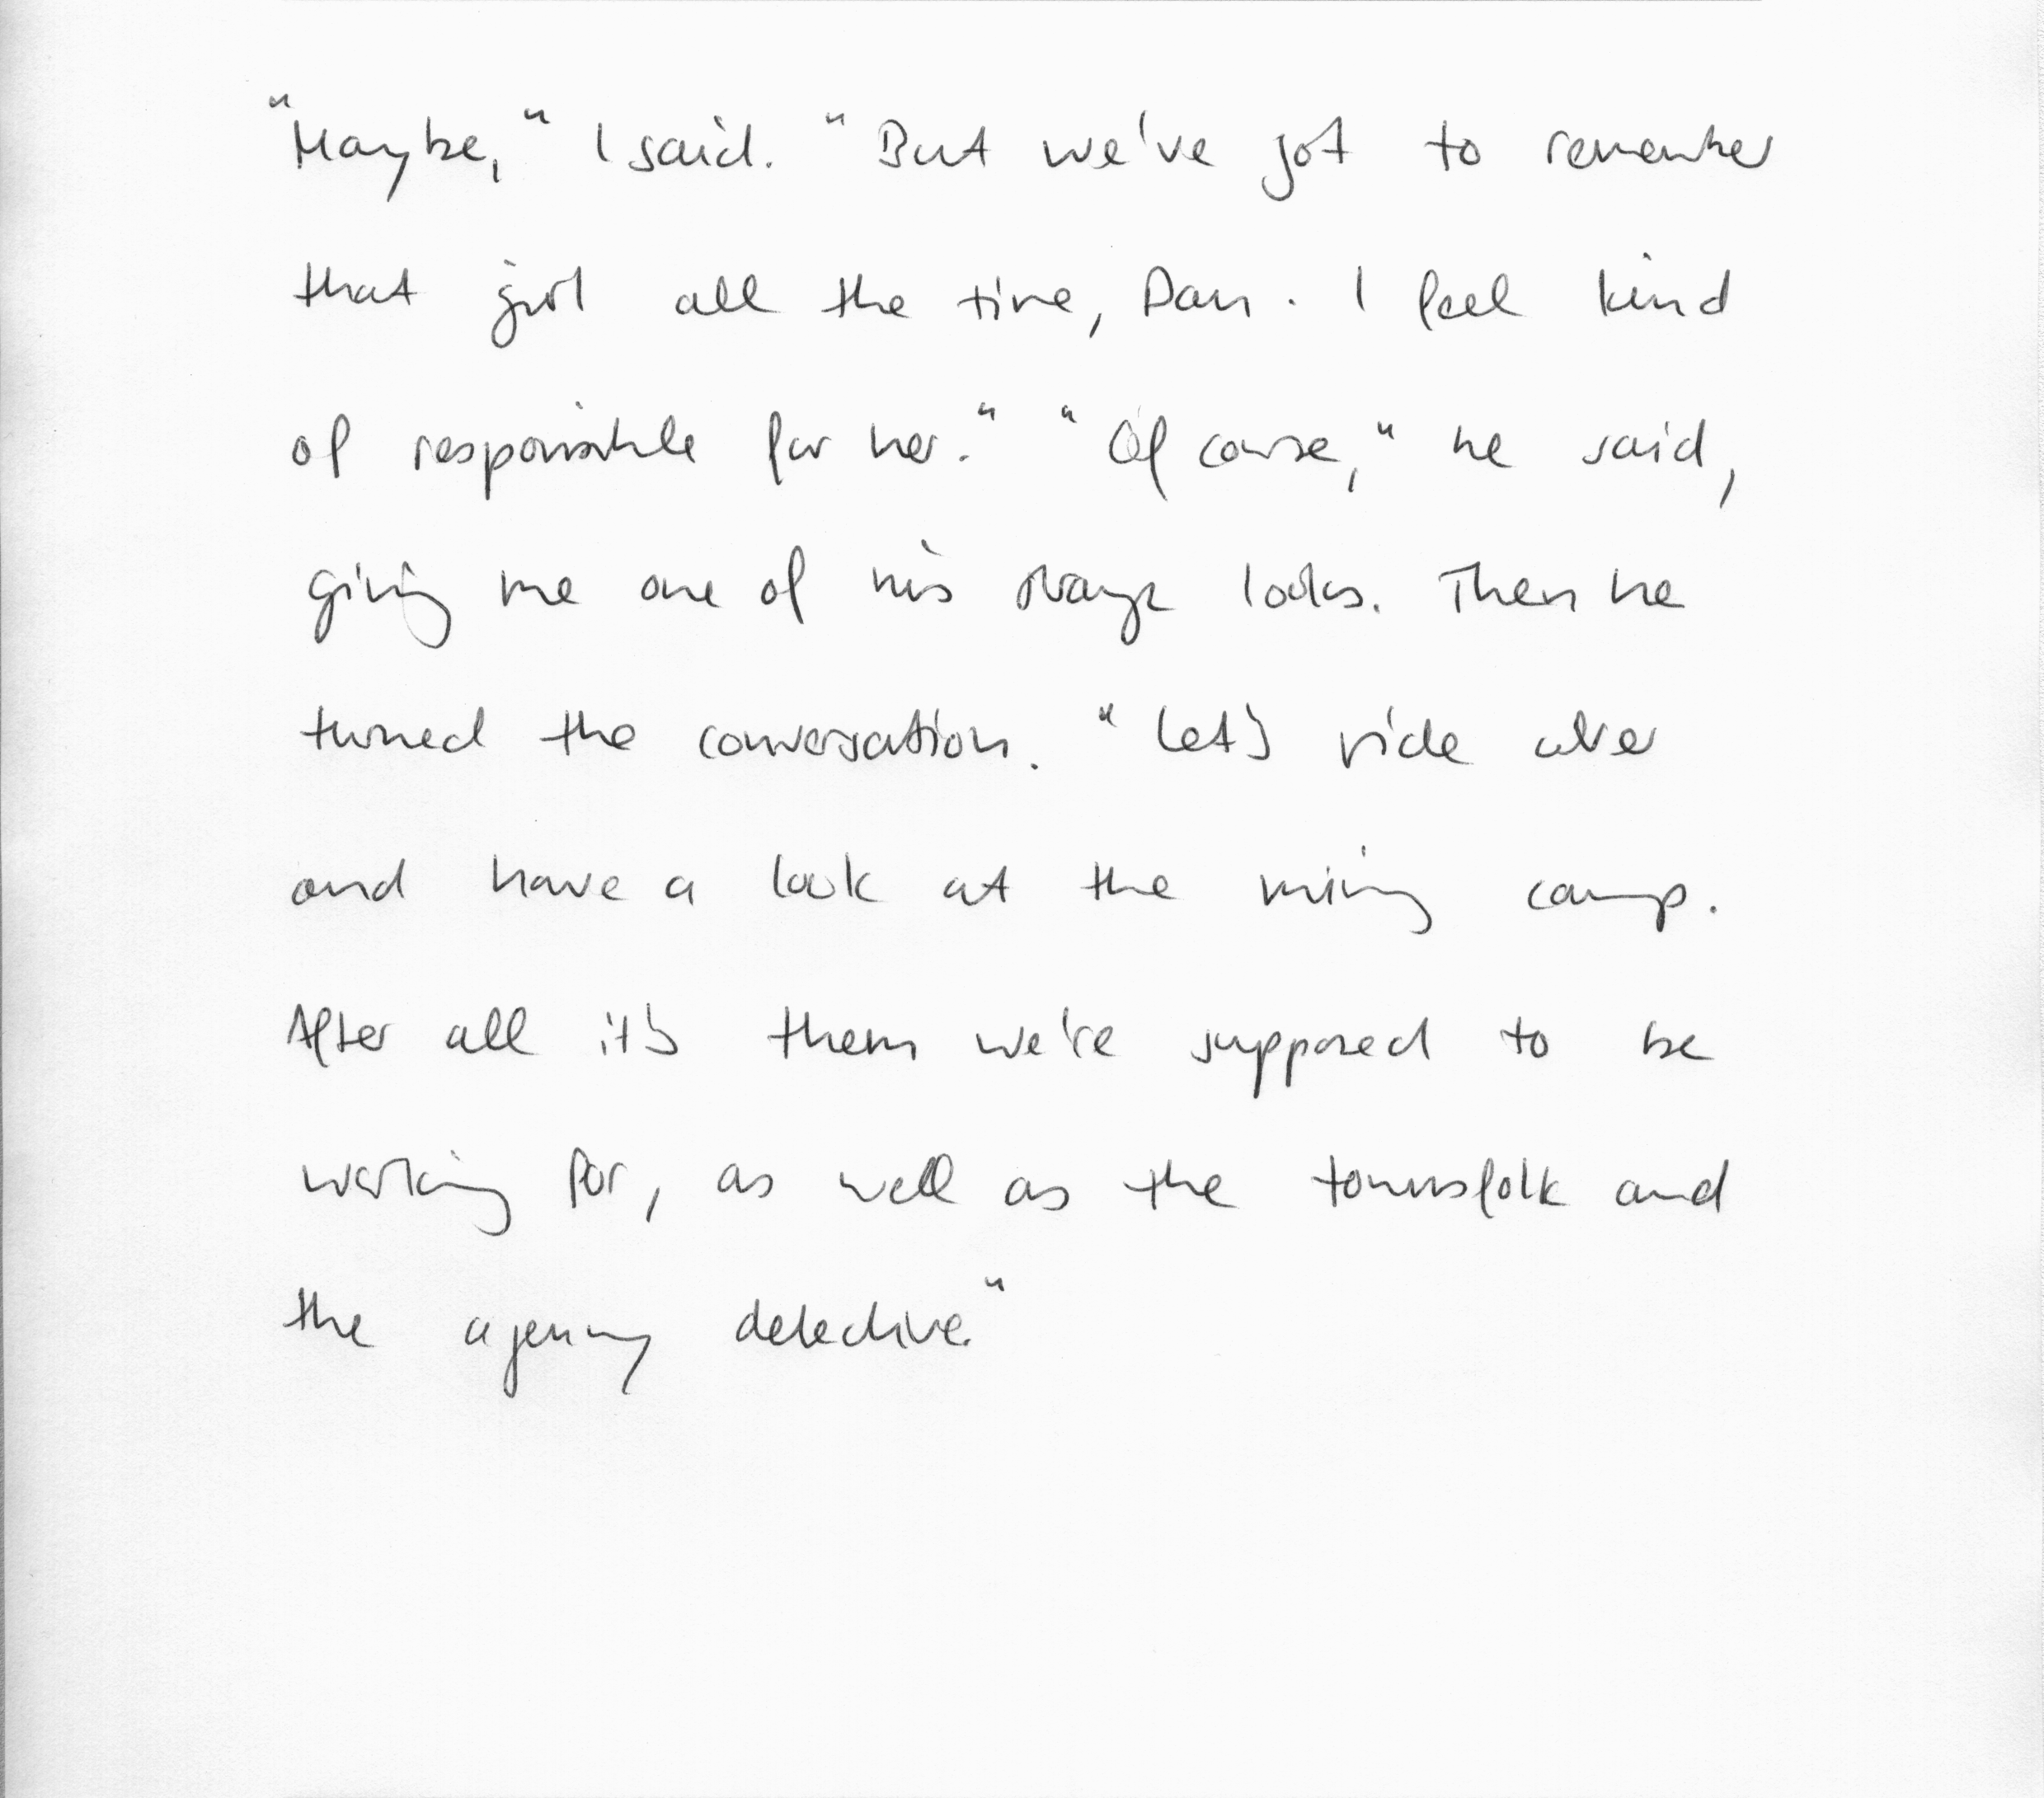 "Maybe," I said. "But we've got to remember
that girl all the time, Dan. I feel kind
of responsible for her." "Of course," he said,
giving me one of his strange looks. Then he
turned the conversation. "Let's ride over
and have a look at the mining camp.
After all it's them we're supposed to be
working for, as well as the townsfolk and
the agency detective."